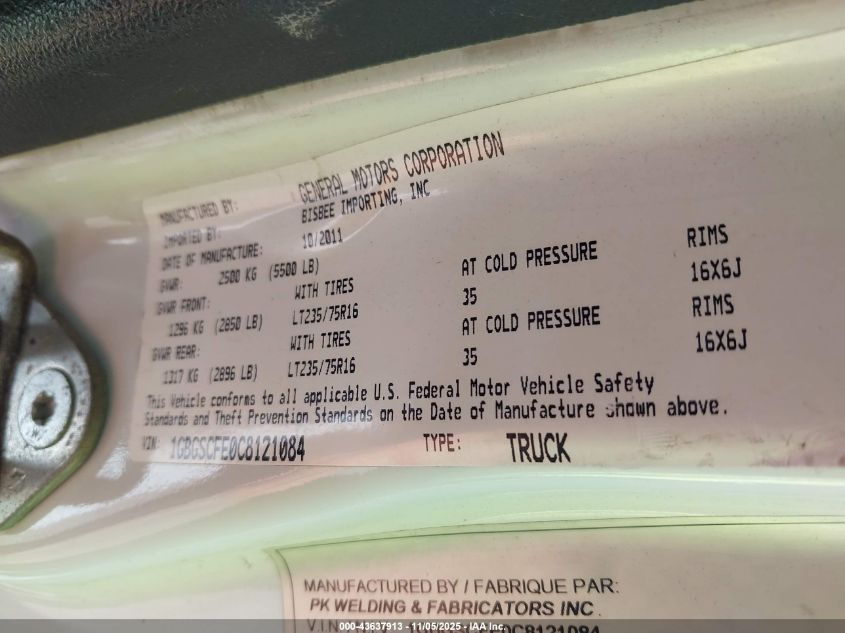 MANUFACTURED BY: GENERAL MOTORS CORPORATION
IMPORTED BY: BISBEE IMPORTING, INC
DATE OF MANUFACTURE: 10/2011
GVWR: 2500 KG (5500 LB)
GVWR FRONT: WITH TIRES AT COLD PRESSURE RIMS
1296 KG (2850 LB) LT235/75R16 35 16X6J
GVWR REAR: WITH TIRES AT COLD PRESSURE RIMS
1317 KG (2896 LB) LT235/75R16 35 16X6J
This Vehicle conforms to all applicable U.S. Federal Motor Vehicle Safety
Standards and Theft Prevention Standards on the Date of Manufacture shown above.
VIN: 1GBGSCFE0C8121084 TYPE: TRUCK
MANUFACTURED BY / FABRIQUE PAR:
PK WELDING & FABRICATORS INC.
V.I.N
000-43637913 - 11/05/2025 - IAA Inc.